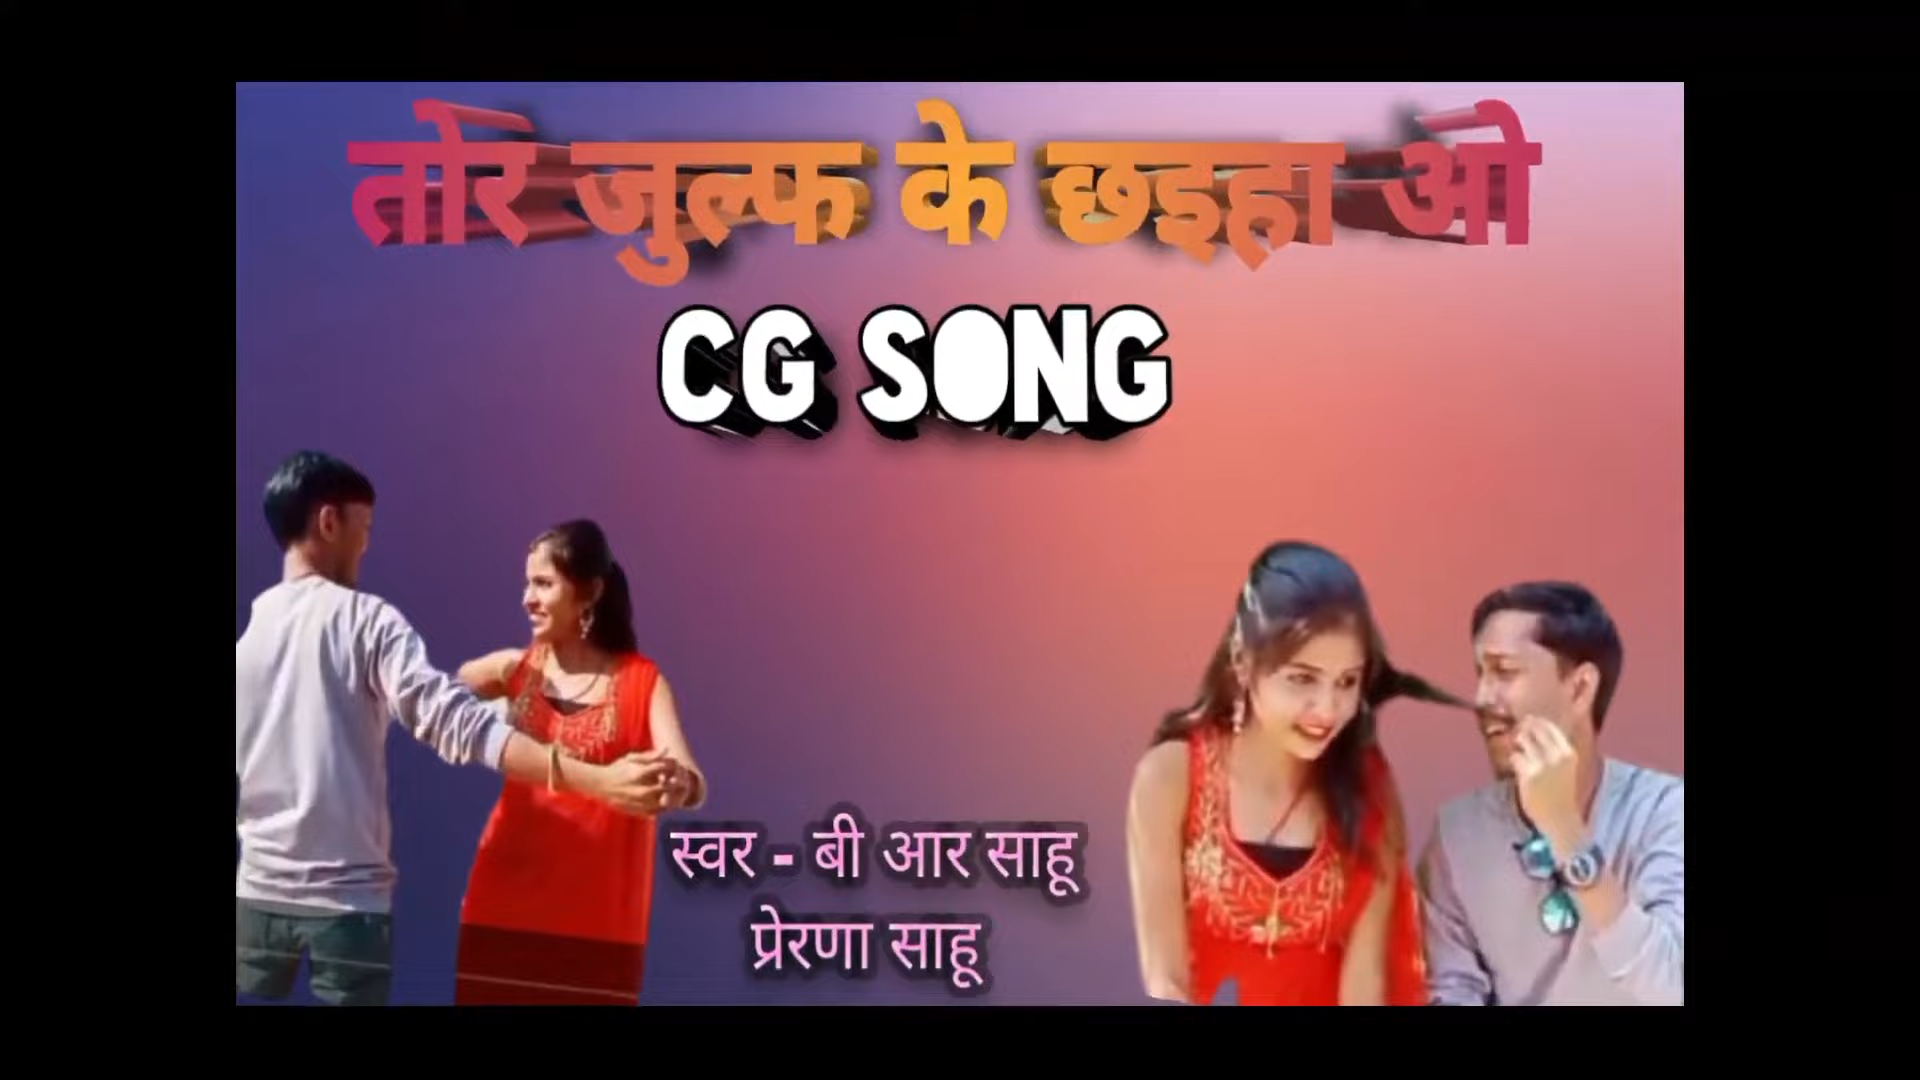 तोर जुल्फ के छइहा ओ
CG SONG
स्वर - बी आर साहू
प्रेरणा साहू